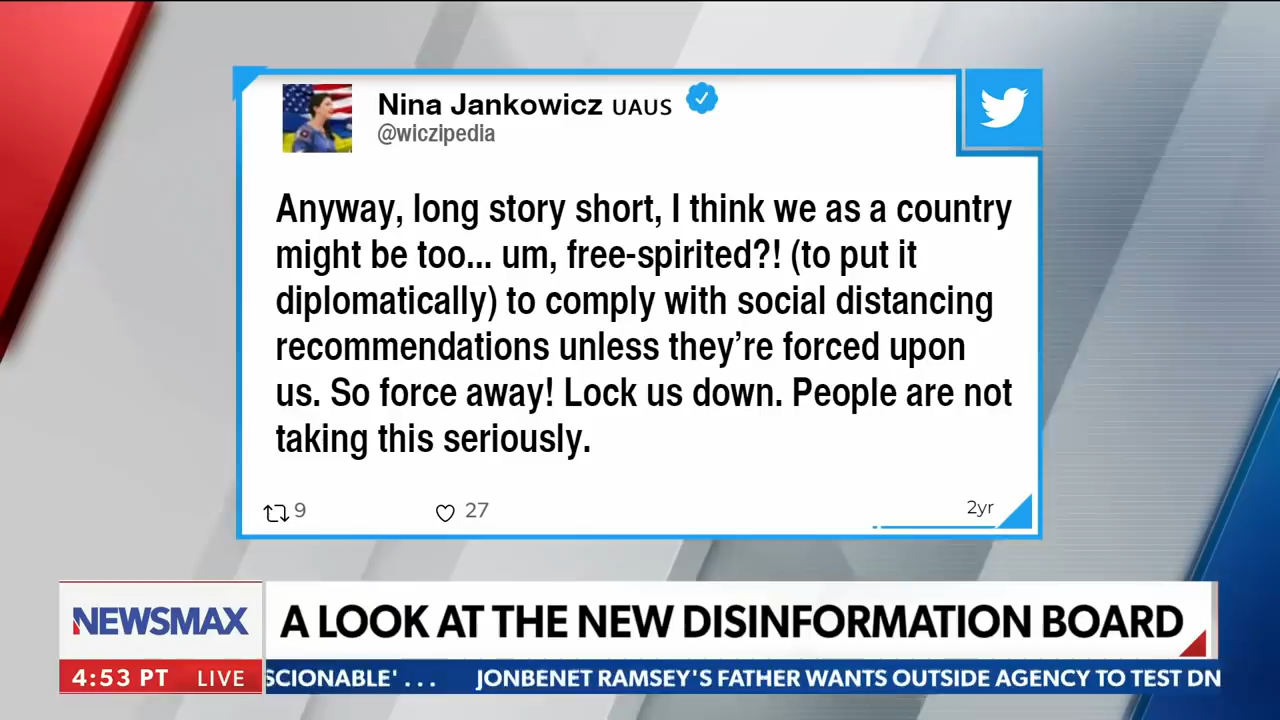 Nina Jankowicz UAUS
@wiczipedia
Anyway, long story short, I think we as a country
might be too... um, free-spirited?! (to put it
diplomatically) to comply with social distancing
recommendations unless they're forced upon
us. So force away! Lock us down. People are not
taking this seriously.
9 27 2yr
NEWSMAX
A LOOK AT THE NEW DISINFORMATION BOARD
4:53 PT LIVE
SCIONABLE' . . . JONBENET RAMSEY'S FATHER WANTS OUTSIDE AGENCY TO TEST DN